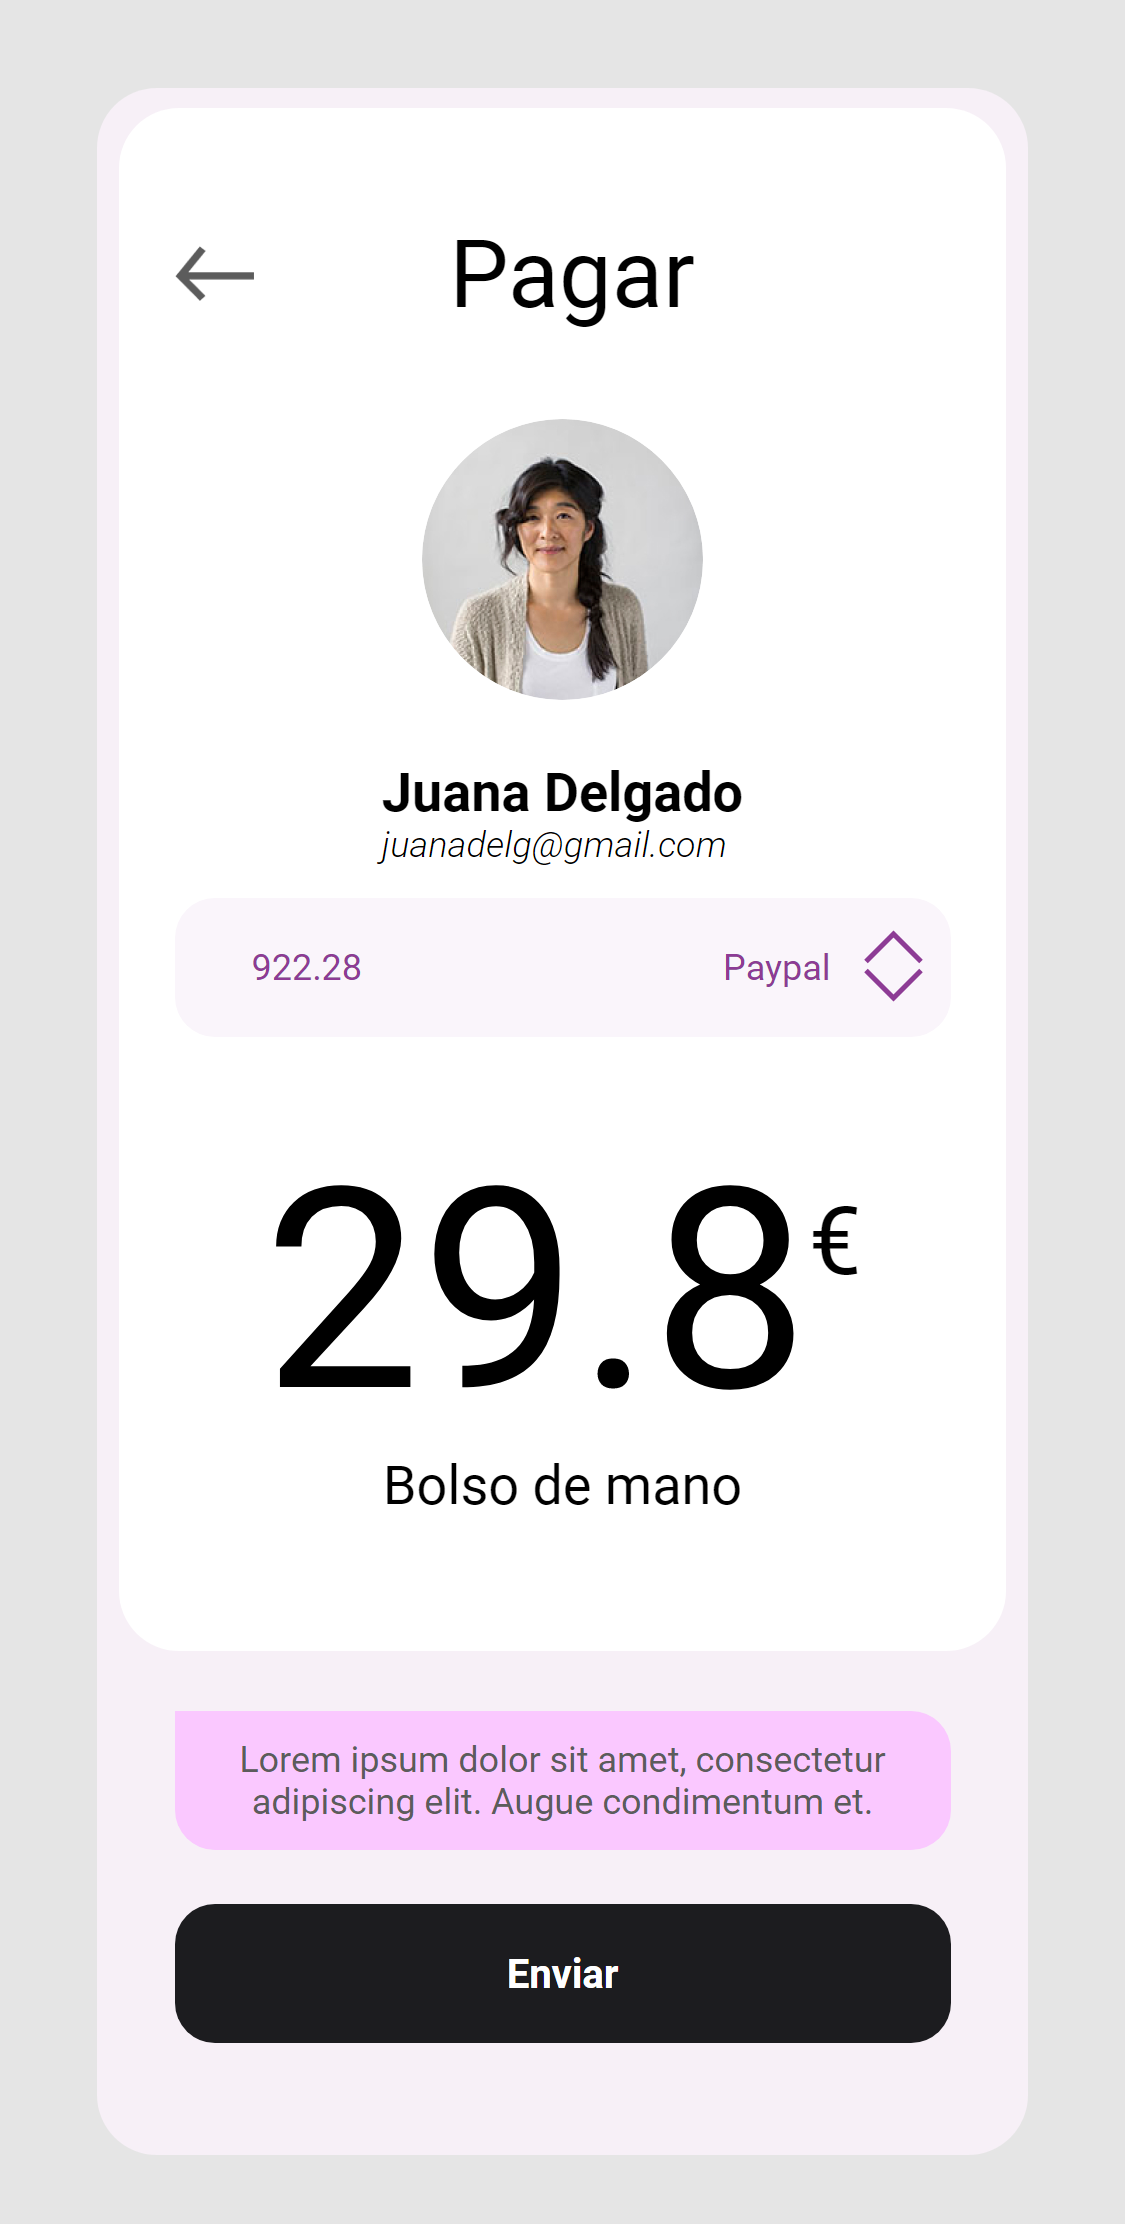 Pagar
Juana Delgado
juanadelg@gmail.com
922.28 Paypal
29.8 €
Bolso de mano
Lorem ipsum dolor sit amet, consectetur
adipiscing elit. Augue condimentum et.
Enviar